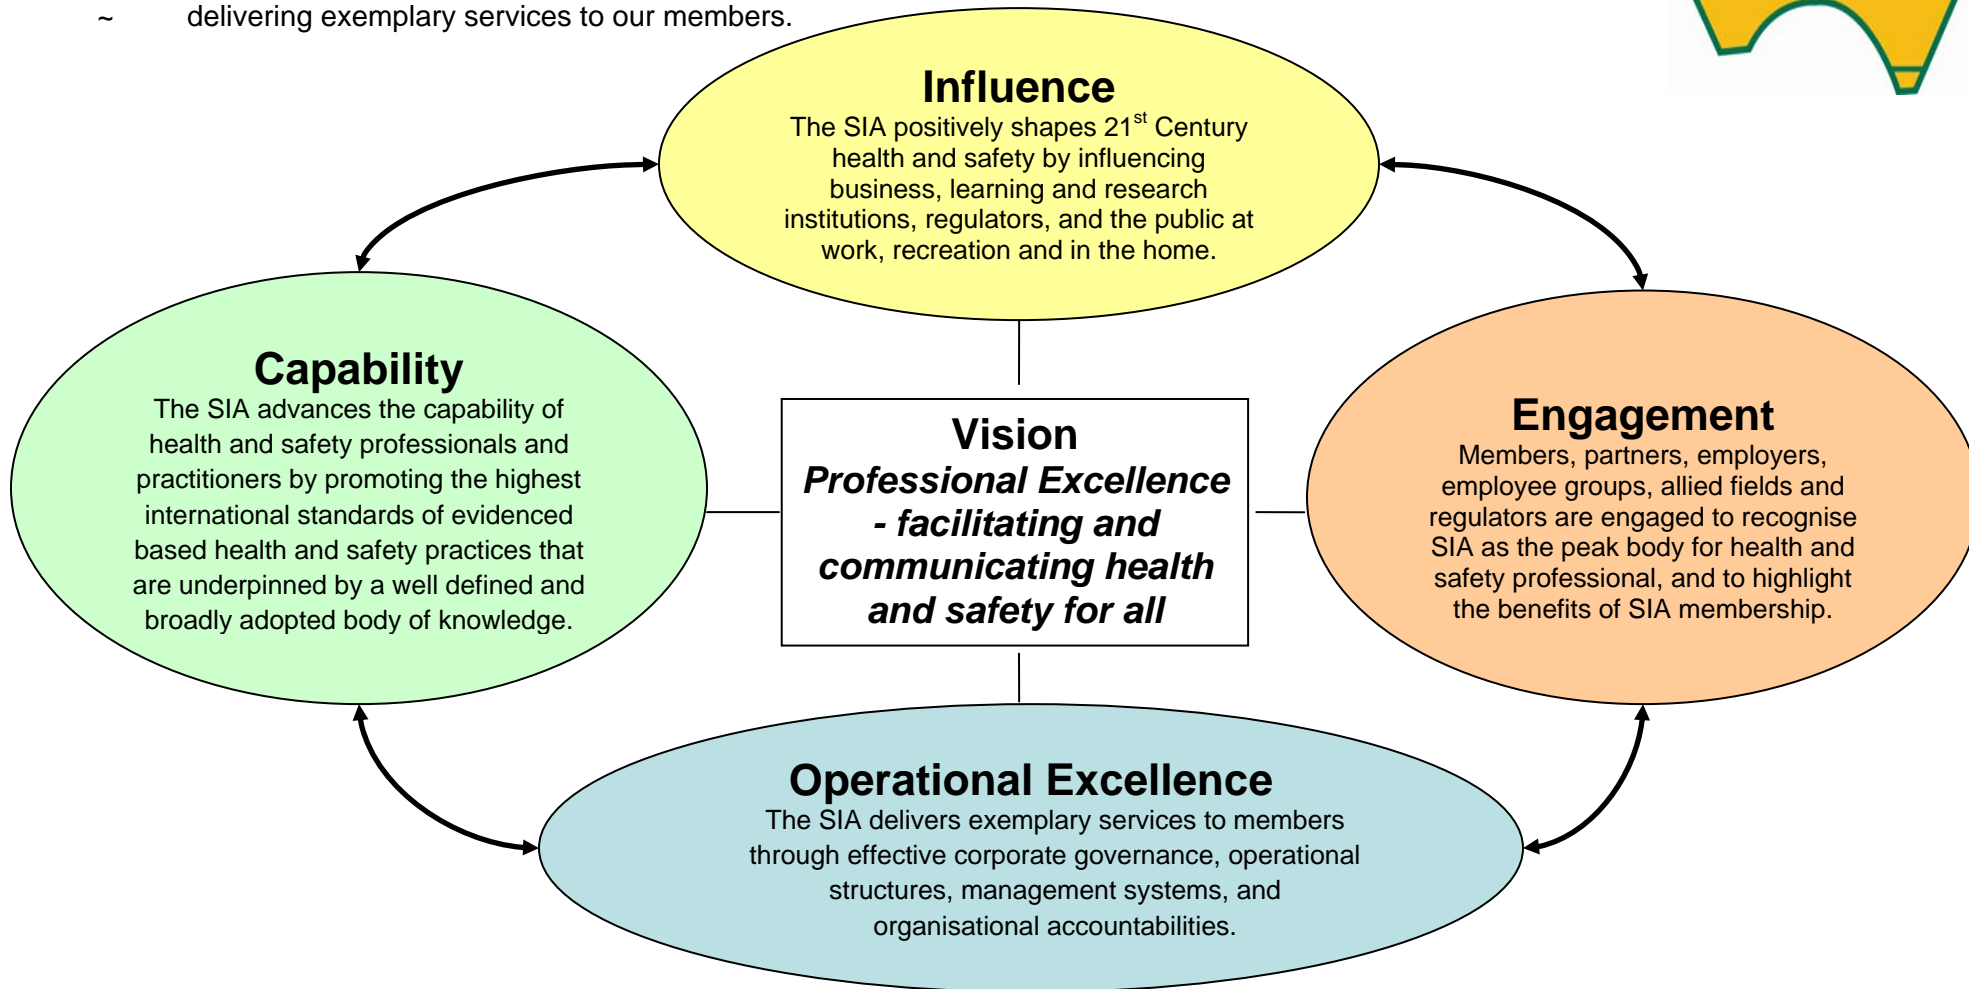 ~ delivering exemplary services to our members.
Influence
The SIA positively shapes 21st Century
health and safety by influencing
business, learning and research
institutions, regulators, and the public at
work, recreation and in the home.
Capability
The SIA advances the capability of
health and safety professionals and
practitioners by promoting the highest
international standards of evidenced
based health and safety practices that
are underpinned by a well defined and
broadly adopted body of knowledge.
Vision
Professional Excellence
- facilitating and
communicating health
and safety for all
Engagement
Members, partners, employers,
employee groups, allied fields and
regulators are engaged to recognise
SIA as the peak body for health and
safety professional, and to highlight
the benefits of SIA membership.
Operational Excellence
The SIA delivers exemplary services to members
through effective corporate governance, operational
structures, management systems, and
organisational accountabilities.